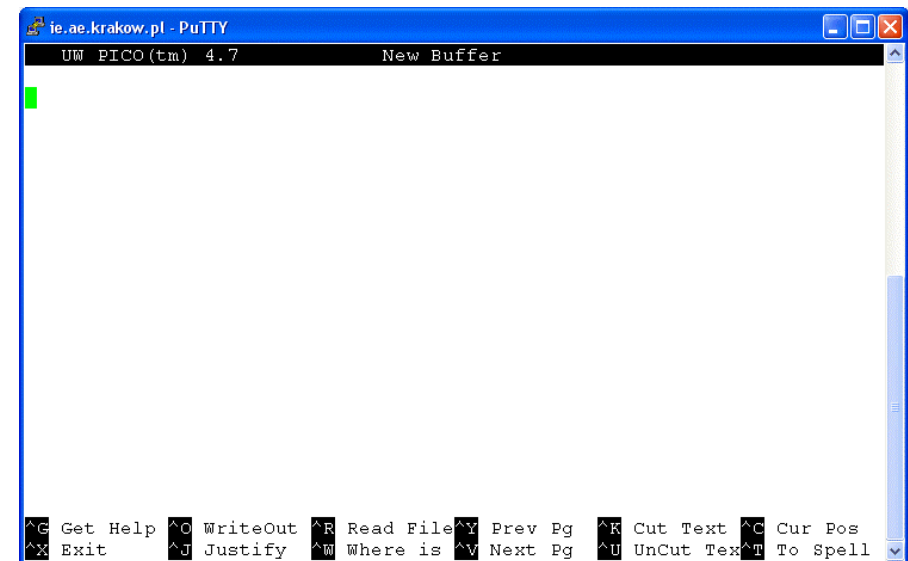 ie.ae.krakow.pl - PuTTY
UW PICO(tm) 4.7 New Buffer
^G Get Help ^O WriteOut ^R Read File^Y Prev Pg ^K Cut Text ^C Cur Pos
^X Exit ^J Justify ^W Where is ^V Next Pg ^U UnCut Tex^T To Spell